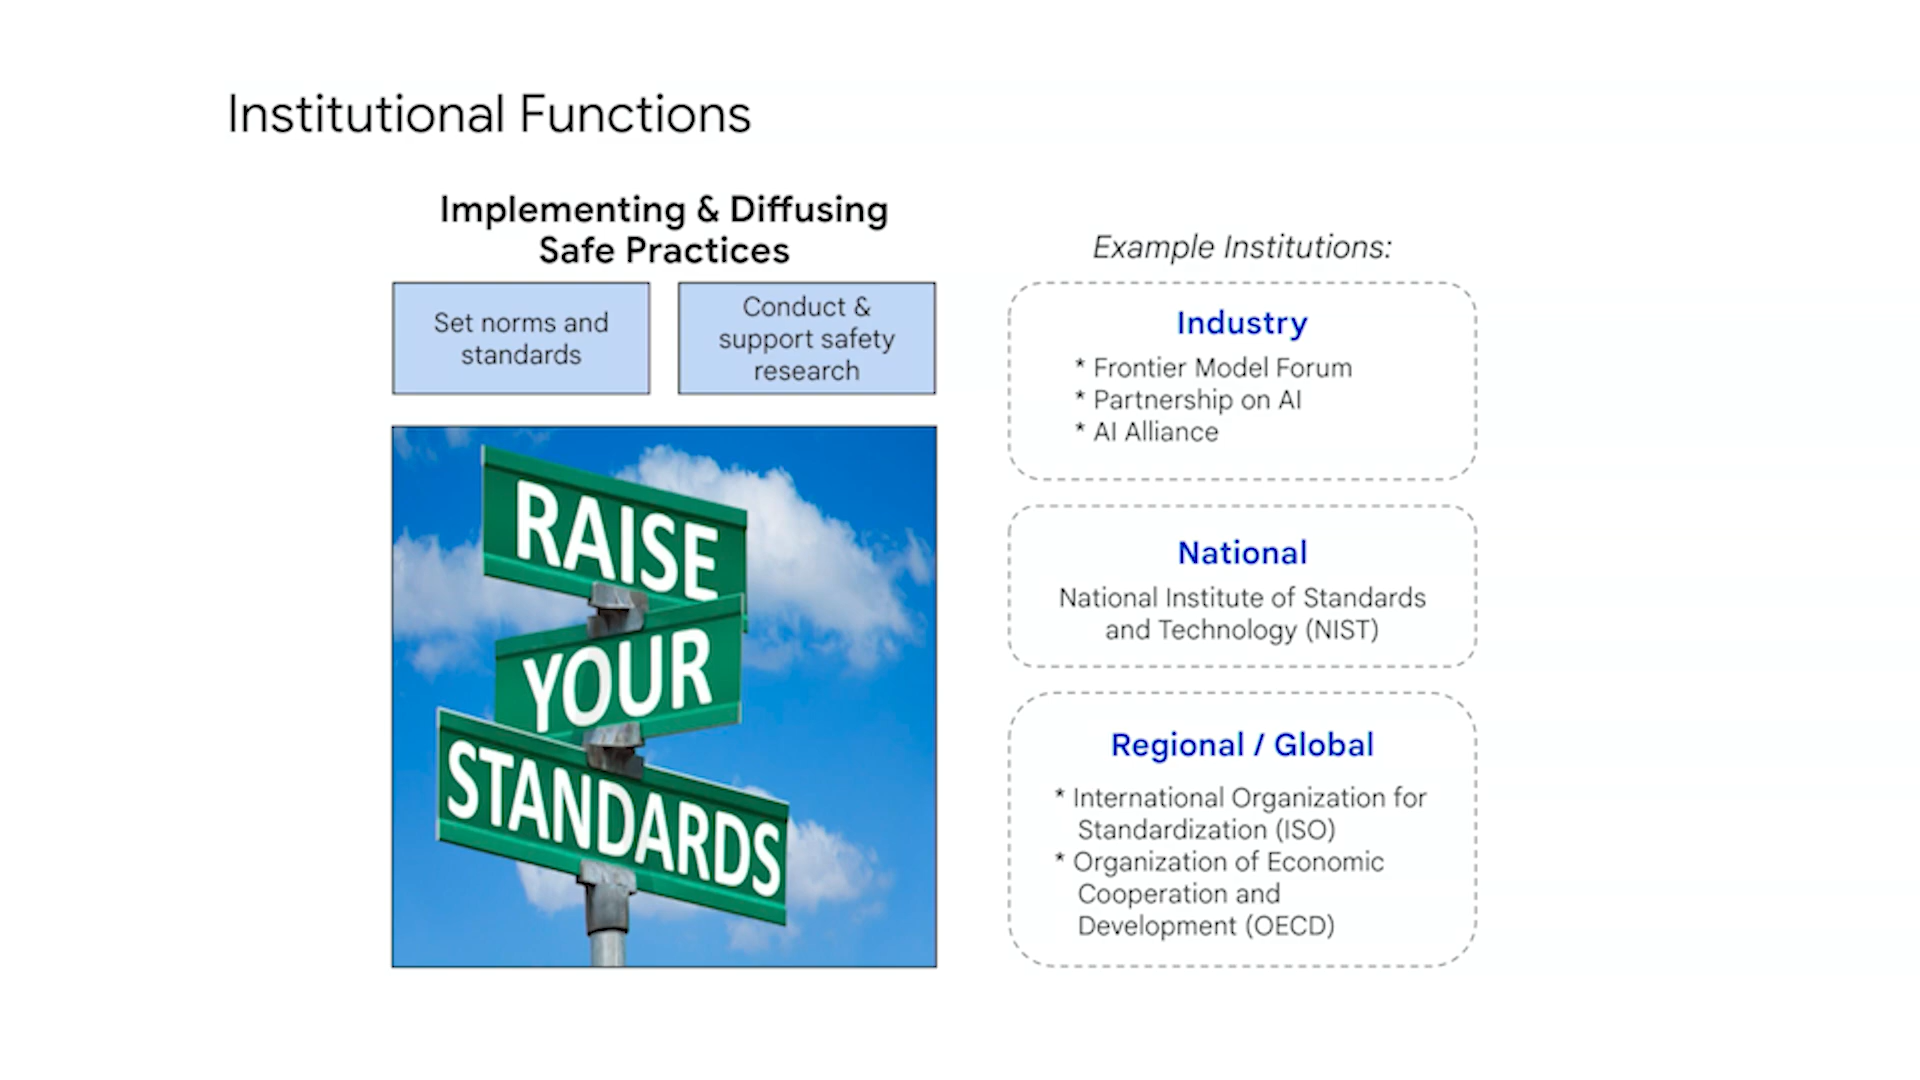 Institutional Functions
Implementing & Diffusing
Safe Practices
Set norms and
standards
Conduct &
support safety
research
RAISE
YOUR
STANDARDS
Example Institutions:
Industry
* Frontier Model Forum
* Partnership on AI
* AI Alliance
National
National Institute of Standards
and Technology (NIST)
Regional / Global
* International Organization for
Standardization (ISO)
* Organization of Economic
Cooperation and
Development (OECD)